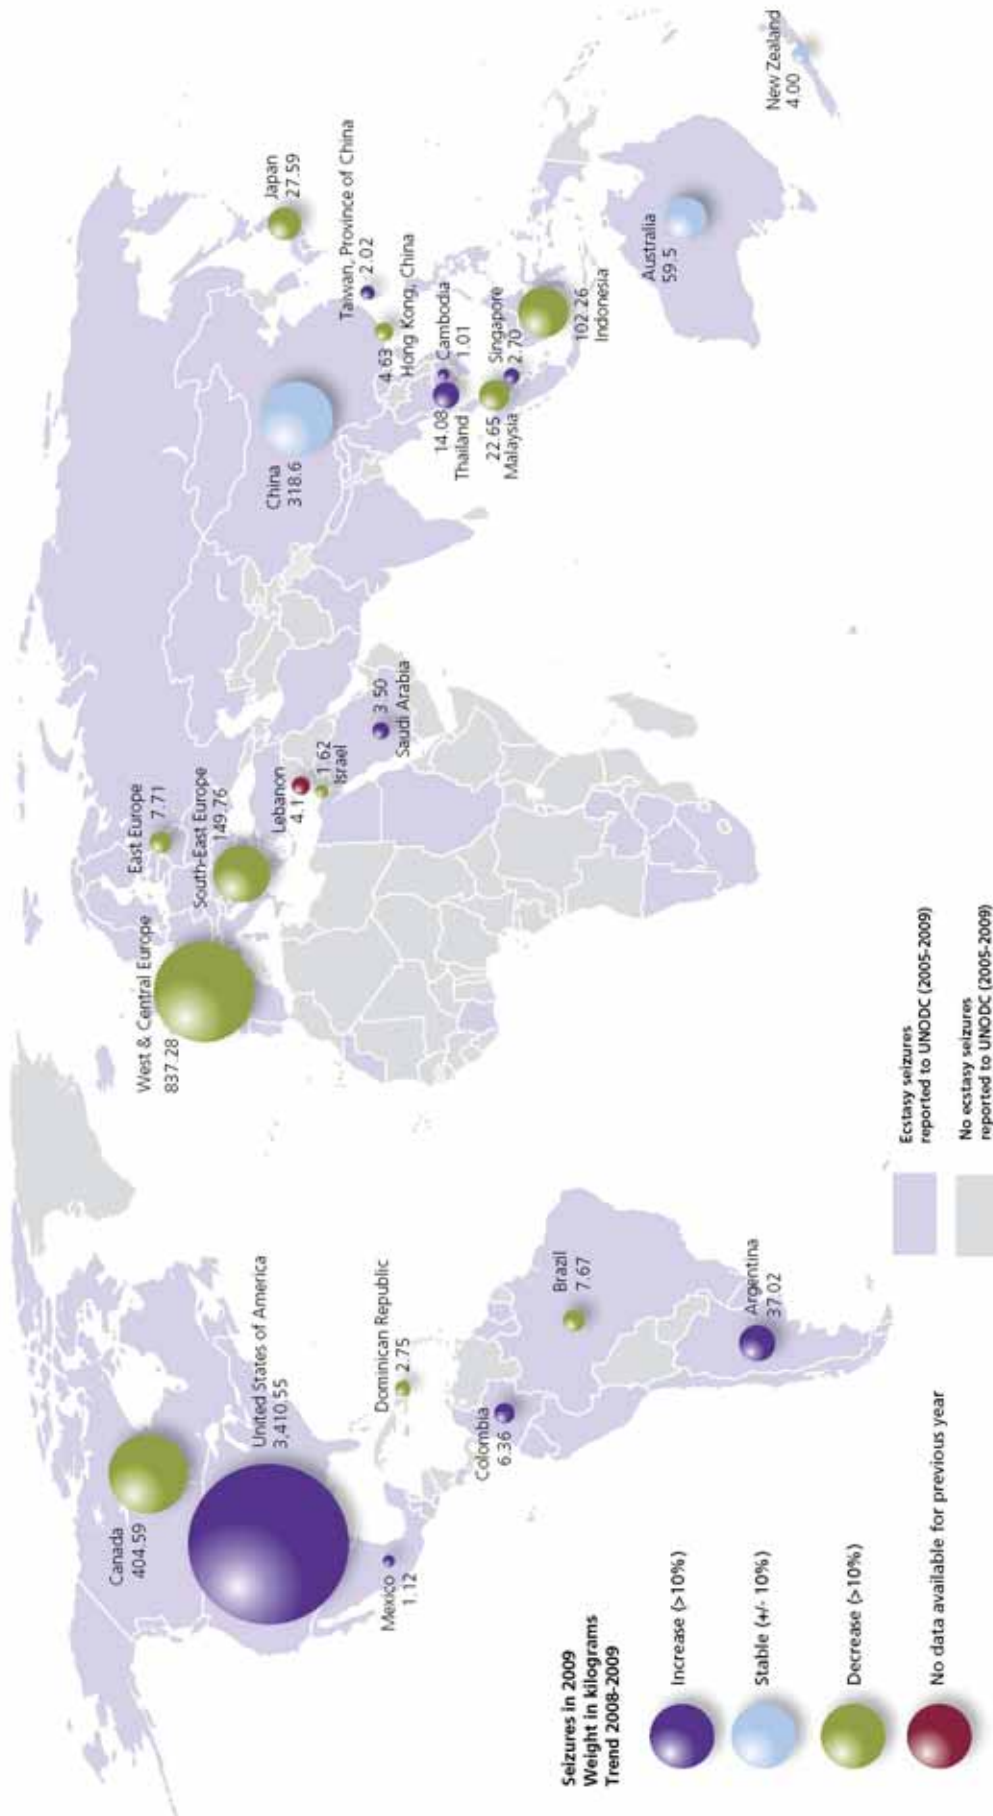 Canada
404.59
United States of America
3,410.55
Mexico
1.12
Dominican Republic
2.75
Colombia
6.36
Brazil
7.67
Argentina
37.02
West & Central Europe
837.28
East Europe
7.71
South-East Europe
149.76
Lebanon
4.1
1.62
Israel
3.50
Saudi Arabia
China
318.6
Japan
27.59
Taiwan, Province of China
2.02
4.63
Hong Kong, China
Cambodia
1.01
14.08
Thailand
Singapore
2.70
22.65
Malaysia
102.26
Indonesia
Australia
59.5
New Zealand
4.00
Seizures in 2009
Weight in kilograms
Trend 2008-2009
Increase (>10%)
Stable (+/- 10%)
Decrease (>10%)
No data available for previous year
Ecstasy seizures
reported to UNODC (2005-2009)
No ecstasy seizures
reported to UNODC (2005-2009)